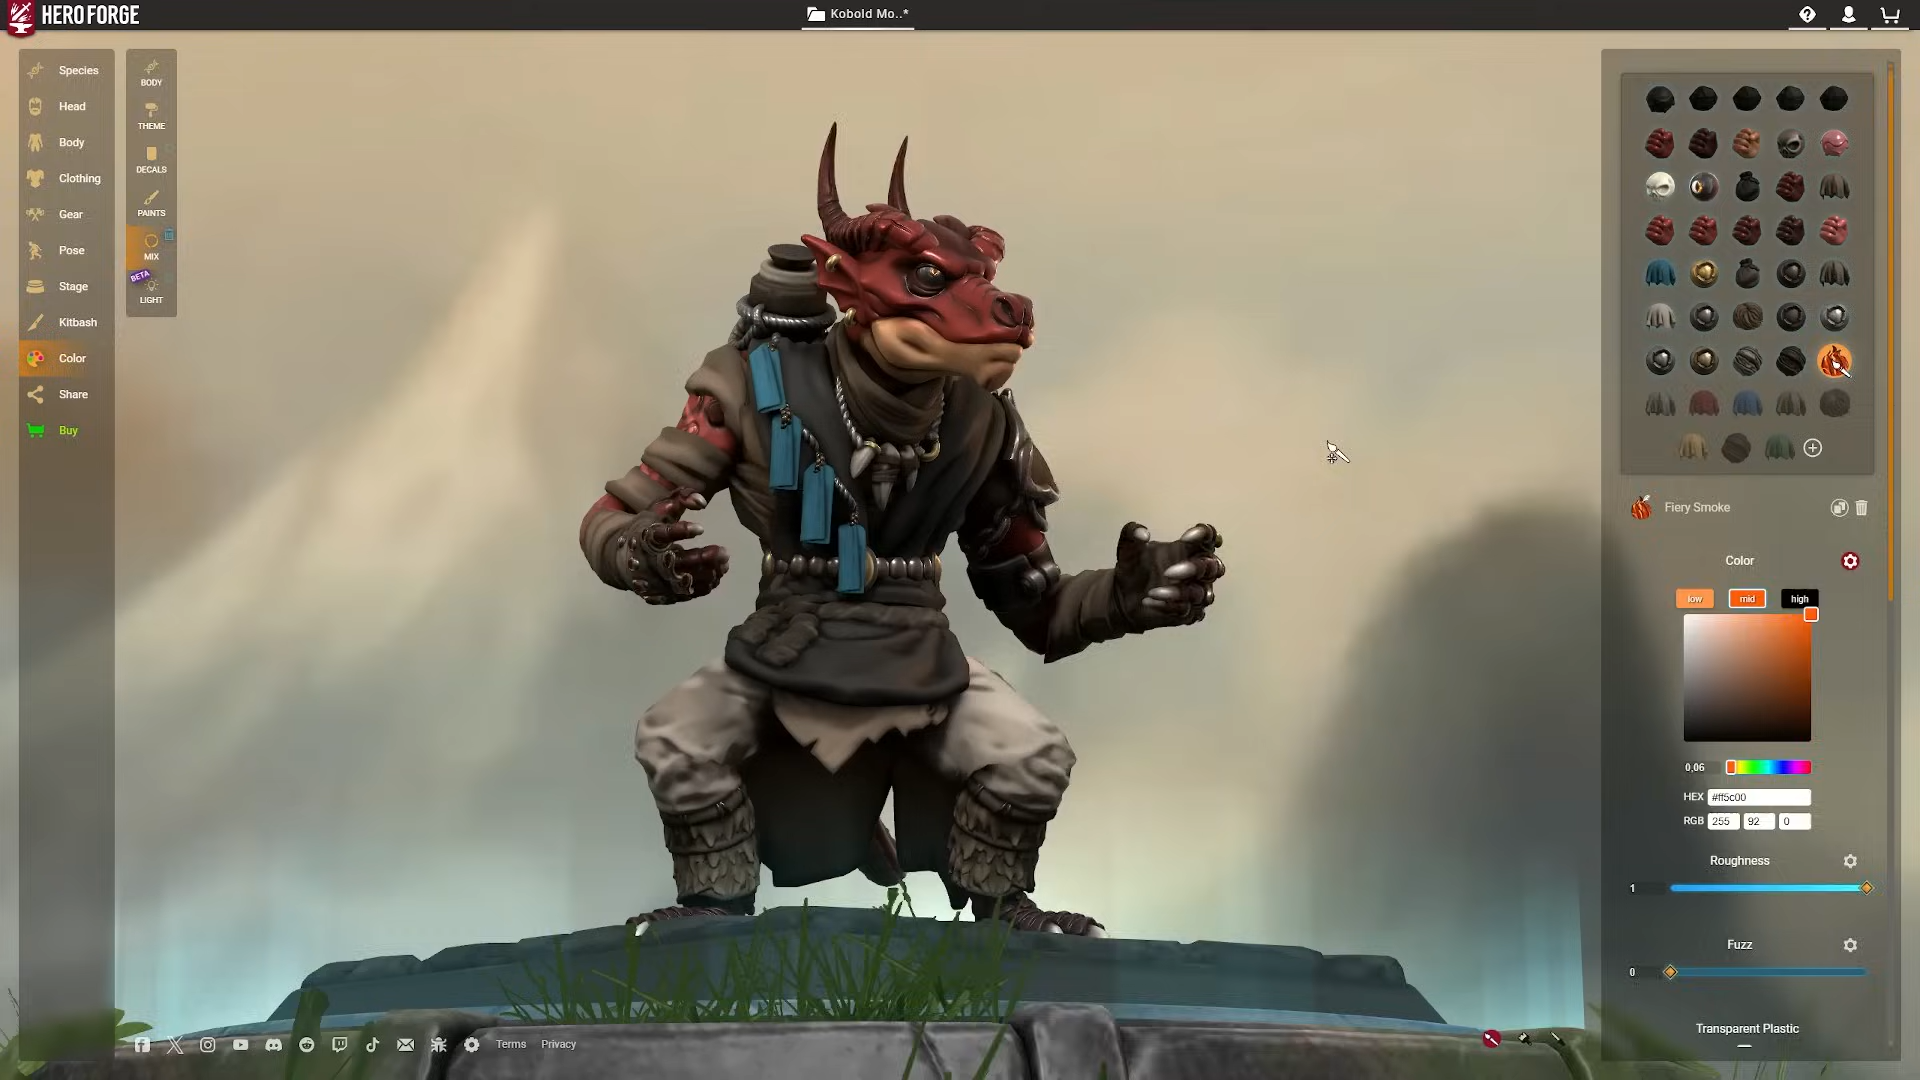 HERO FORGE
Kobold Mo..*
Species
Head
Body
Clothing
Gear
Pose
Stage
Kitbash
Color
Share
Buy
BODY
THEME
DECALS
PAINTS
MIX
BETA
LIGHT
Fiery Smoke
Color
low mid high
0,06
HEX #ff5c00
RGB 255 92 0
Roughness
1
Fuzz
0
Transparent Plastic
Terms Privacy